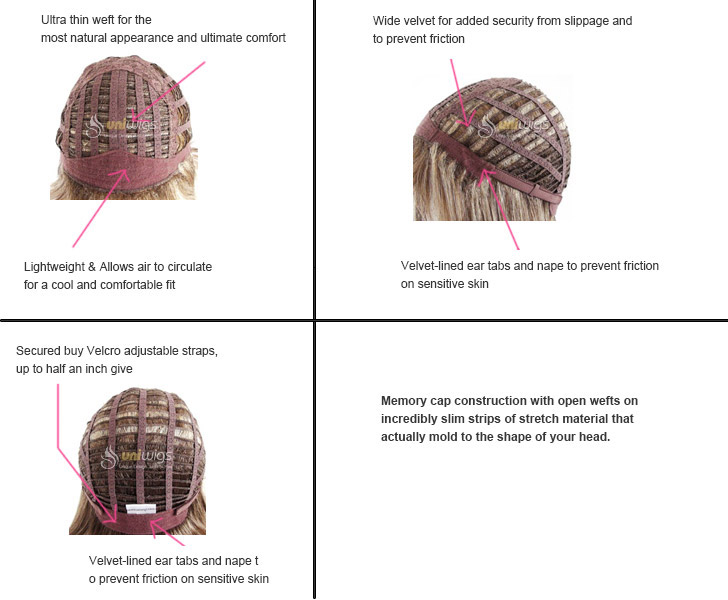 Ultra thin weft for the
most natural appearance and ultimate comfort
uniwigs
Lightweight & Allows air to circulate
for a cool and comfortable fit
Wide velvet for added security from slippage and
to prevent friction
uniwigs
Velvet-lined ear tabs and nape to prevent friction
on sensitive skin
Secured buy Velcro adjustable straps,
up to half an inch give
uniwigs
Velvet-lined ear tabs and nape t
o prevent friction on sensitive skin
Memory cap construction with open wefts on
incredibly slim strips of stretch material that
actually mold to the shape of your head.